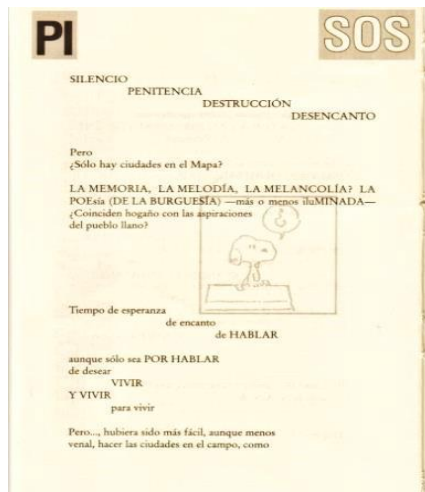 PI SOS
SILENCIO
PENITENCIA
DESTRUCCIÓN
DESENCANTO
Pero
¿Sólo hay ciudades en el Mapa?
LA MEMORIA, LA MELODÍA, LA MELANCOLÍA? LA
POEsía (DE LA BURGUESÍA) —más o menos iluMINADA—
¿Coinciden hogaño con las aspiraciones
del pueblo llano?
¿?
Tiempo de esperanza
de encanto
de HABLAR
aunque sólo sea POR HABLAR
de desear
VIVIR
Y VIVIR
para vivir
Pero..., hubiera sido más fácil, aunque menos
venal, hacer las ciudades en el campo, como